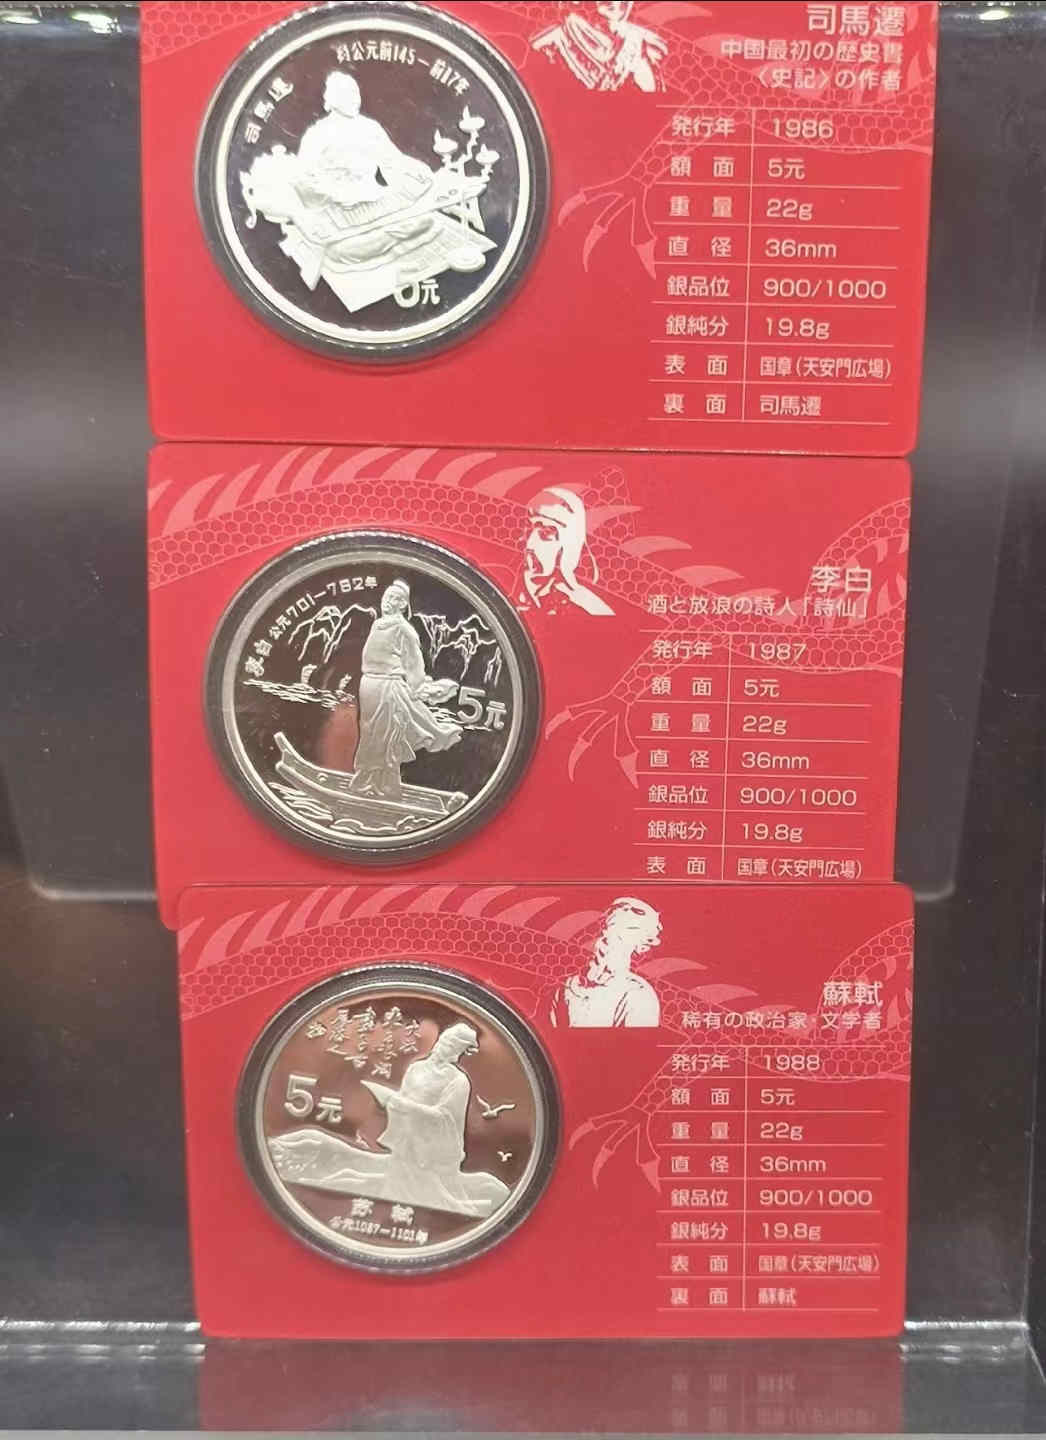 司馬遷
中国最初の歴史書
〈史記〉の作者
約公元前145－前87年
司馬遷
5元
発行年 1986
額面 5元
重量 22g
直径 36mm
銀品位 900/1000
銀純分 19.8g
表面 国章(天安門広場)
裏面 司馬遷
李白
酒と放浪の詩人「詩仙」
李白 公元701－762年
5元
発行年 1987
額面 5元
重量 22g
直径 36mm
銀品位 900/1000
銀純分 19.8g
表面 国章(天安門広場)
蘇軾
稀有の政治家・文学者
5元
苏軾
公元1037－1101年
発行年 1988
額面 5元
重量 22g
直径 36mm
銀品位 900/1000
銀純分 19.8g
表面 国章(天安門広場)
裏面 蘇軾